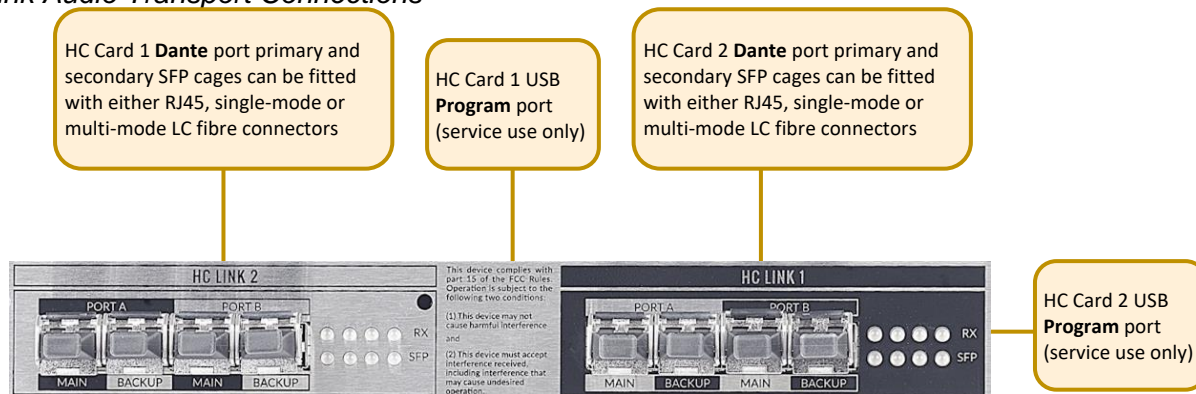 Link Audio Transport Connections
HC Card 1 Dante port primary and
secondary SFP cages can be fitted
with either RJ45, single-mode or
multi-mode LC fibre connectors
HC Card 1 USB
Program port
(service use only)
HC Card 2 Dante port primary and
secondary SFP cages can be fitted
with either RJ45, single-mode or
multi-mode LC fibre connectors
HC LINK 2
PORT A
PORT B
RX
SFP
MAIN
BACKUP
MAIN
BACKUP
This device complies with
part 15 of the FCC Rules.
Operation is subject to the
following two conditions:
(1) This device may not
cause harmful interference
and
(2) This device must accept
interference received,
including interference that
may cause undesired
operation.
HC LINK 1
PORT A
PORT B
RX
SFP
MAIN
BACKUP
MAIN
BACKUP
HC Card 2 USB
Program port
(service use only)